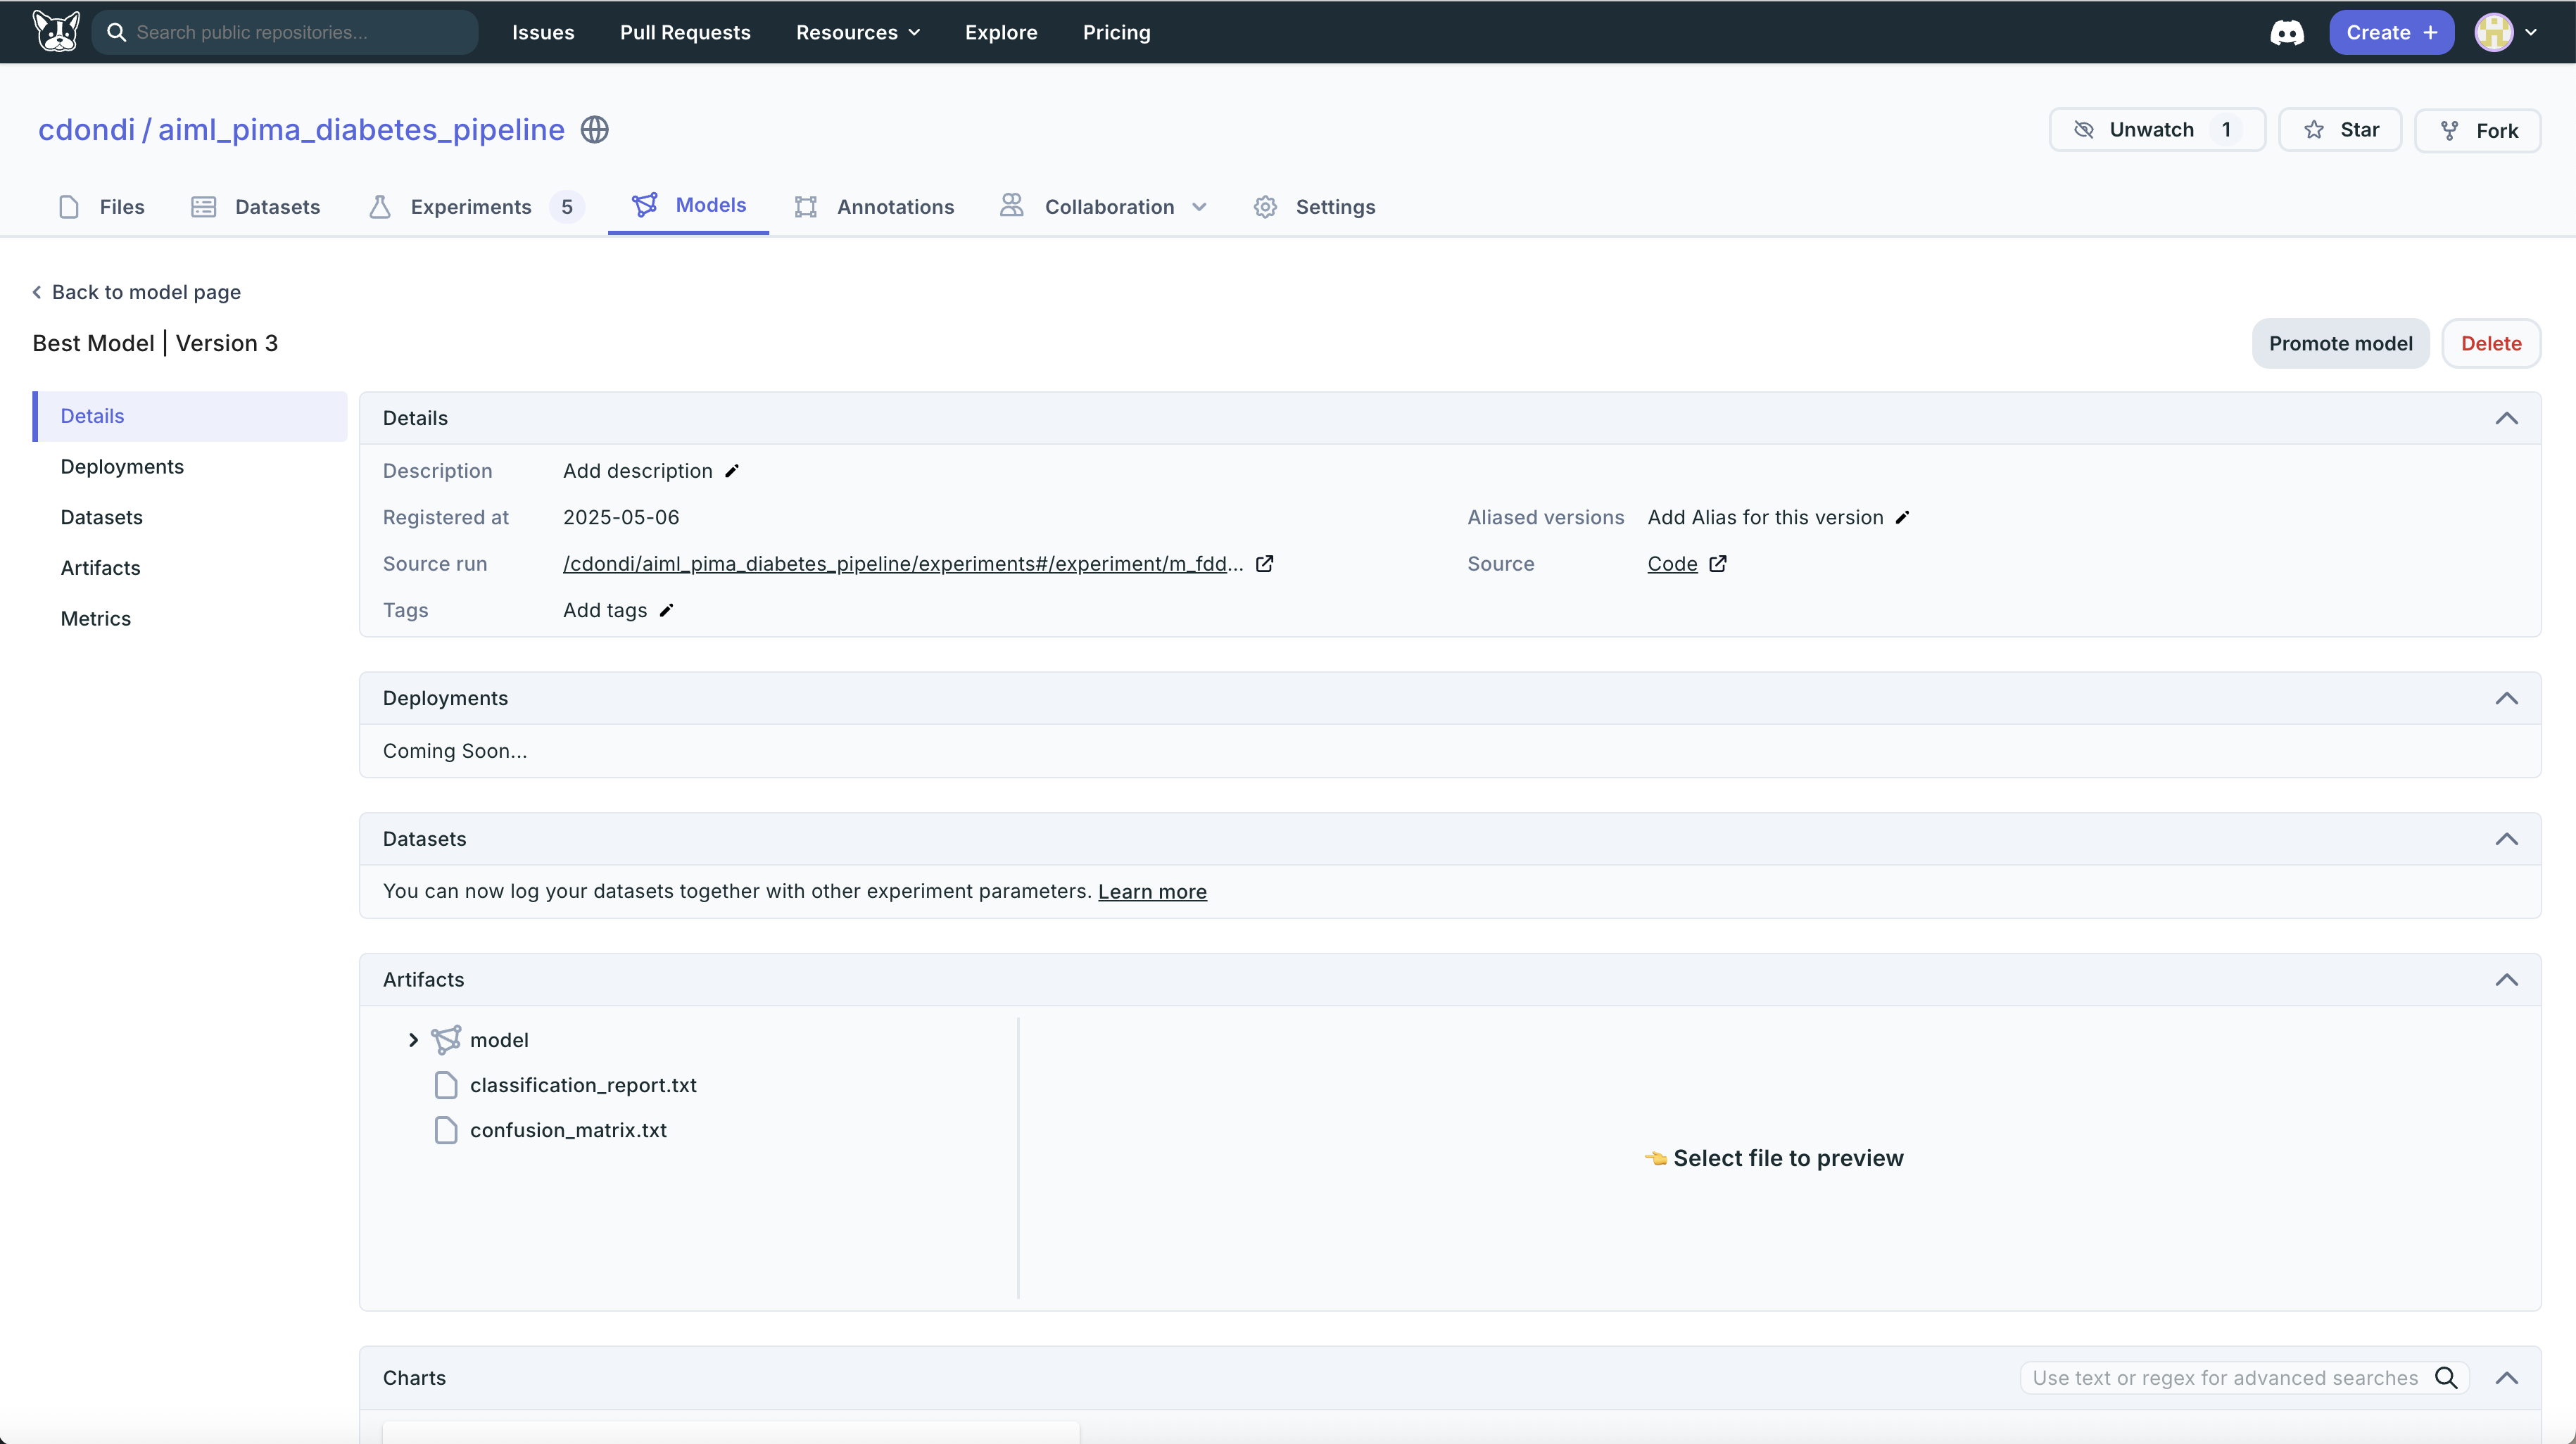 Search public repositories...
Issues
Pull Requests
Resources
Explore
Pricing
Create +
cdondi / aiml_pima_diabetes_pipeline
Unwatch 1
Star
Fork
Files
Datasets
Experiments 5
Models
Annotations
Collaboration
Settings
Back to model page
Best Model | Version 3
Promote model
Delete
Details
Deployments
Datasets
Artifacts
Metrics
Details
Description Add description
Registered at 2025-05-06
Aliased versions Add Alias for this version
Source run /cdondi/aiml_pima_diabetes_pipeline/experiments#/experiment/m_fdd...
Source Code
Tags Add tags
Deployments
Coming Soon...
Datasets
You can now log your datasets together with other experiment parameters. Learn more
Artifacts
model
classification_report.txt
confusion_matrix.txt
Select file to preview
Charts
Use text or regex for advanced searches